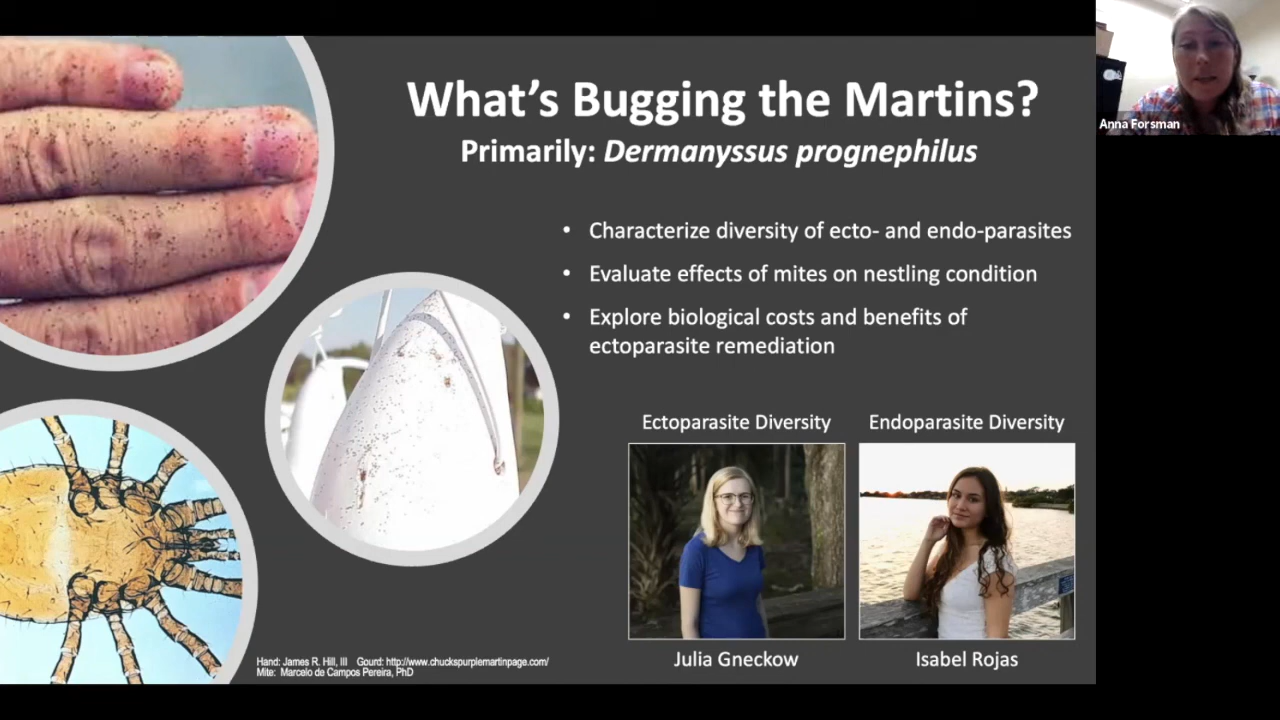 What's Bugging the Martins?
Primarily: Dermanyssus prognephilus
• Characterize diversity of ecto- and endo-parasites
• Evaluate effects of mites on nestling condition
• Explore biological costs and benefits of
ectoparasite remediation
Ectoparasite Diversity
Endoparasite Diversity
Julia Gneckow
Isabel Rojas
Hand: James R. Hill, III Gourd: http://www.chuckspurplemartinpage.com/
Mite: Marcelo de Campos Pereira, PhD
Anna Forsman